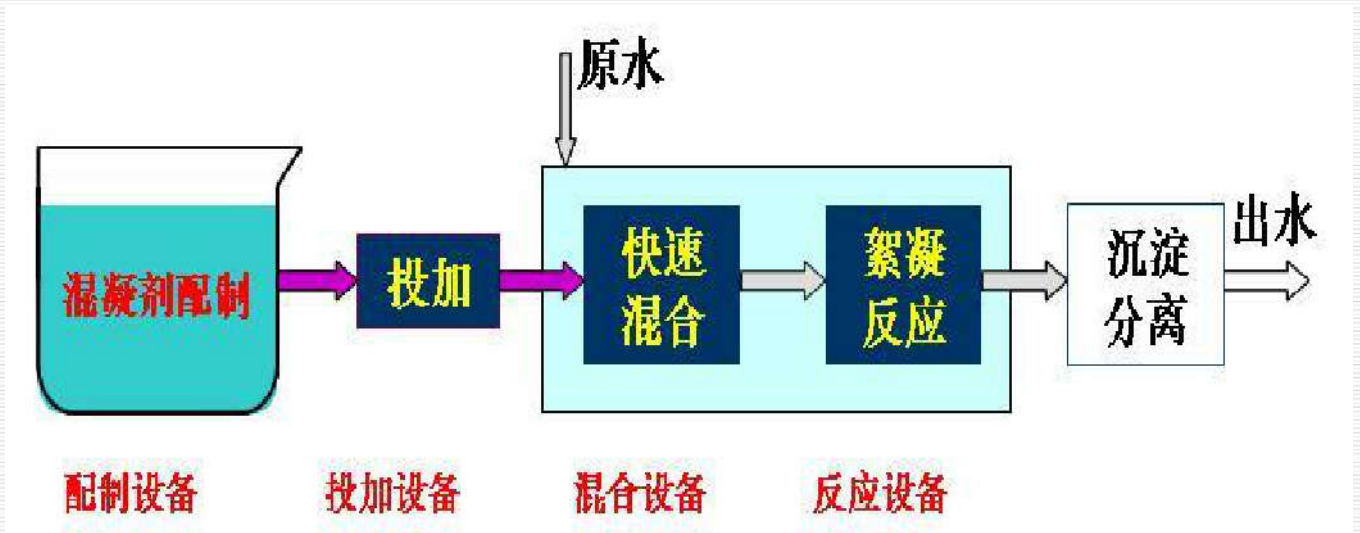 原水
混凝剂配制
投加
快速
混合
絮凝
反应
沉淀
分离
出水
配制设备
投加设备
混合设备
反应设备